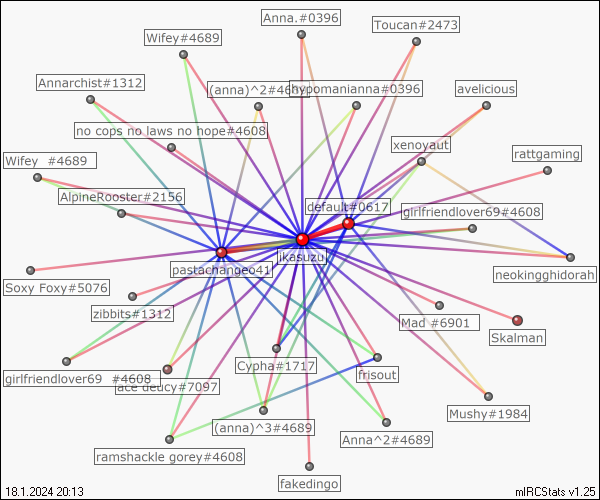 Anna.#0396
Toucan#2473
Wifey#4689
Annarchist#1312
(anna)^2#4689
hypomanianna#0396
avelicious
no cops no laws no hope#4608
xenoyaut
rattgaming
Wifey #4689
AlpineRooster#2156
default#0617
girlfriendlover69#4608
jkasuzu
pastachangeo41
neokingghidorah
Soxy Foxy#5076
zibbits#1312
Mad #6901
Skalman
Cypha#1717
frisout
girlfriendlover69 #4608
ace deucy#7097
Mushy#1984
(anna)^3#4689
Anna^2#4689
ramshackle gorey#4608
fakedingo
18.1.2024 20:13
mIRCStats v1.25